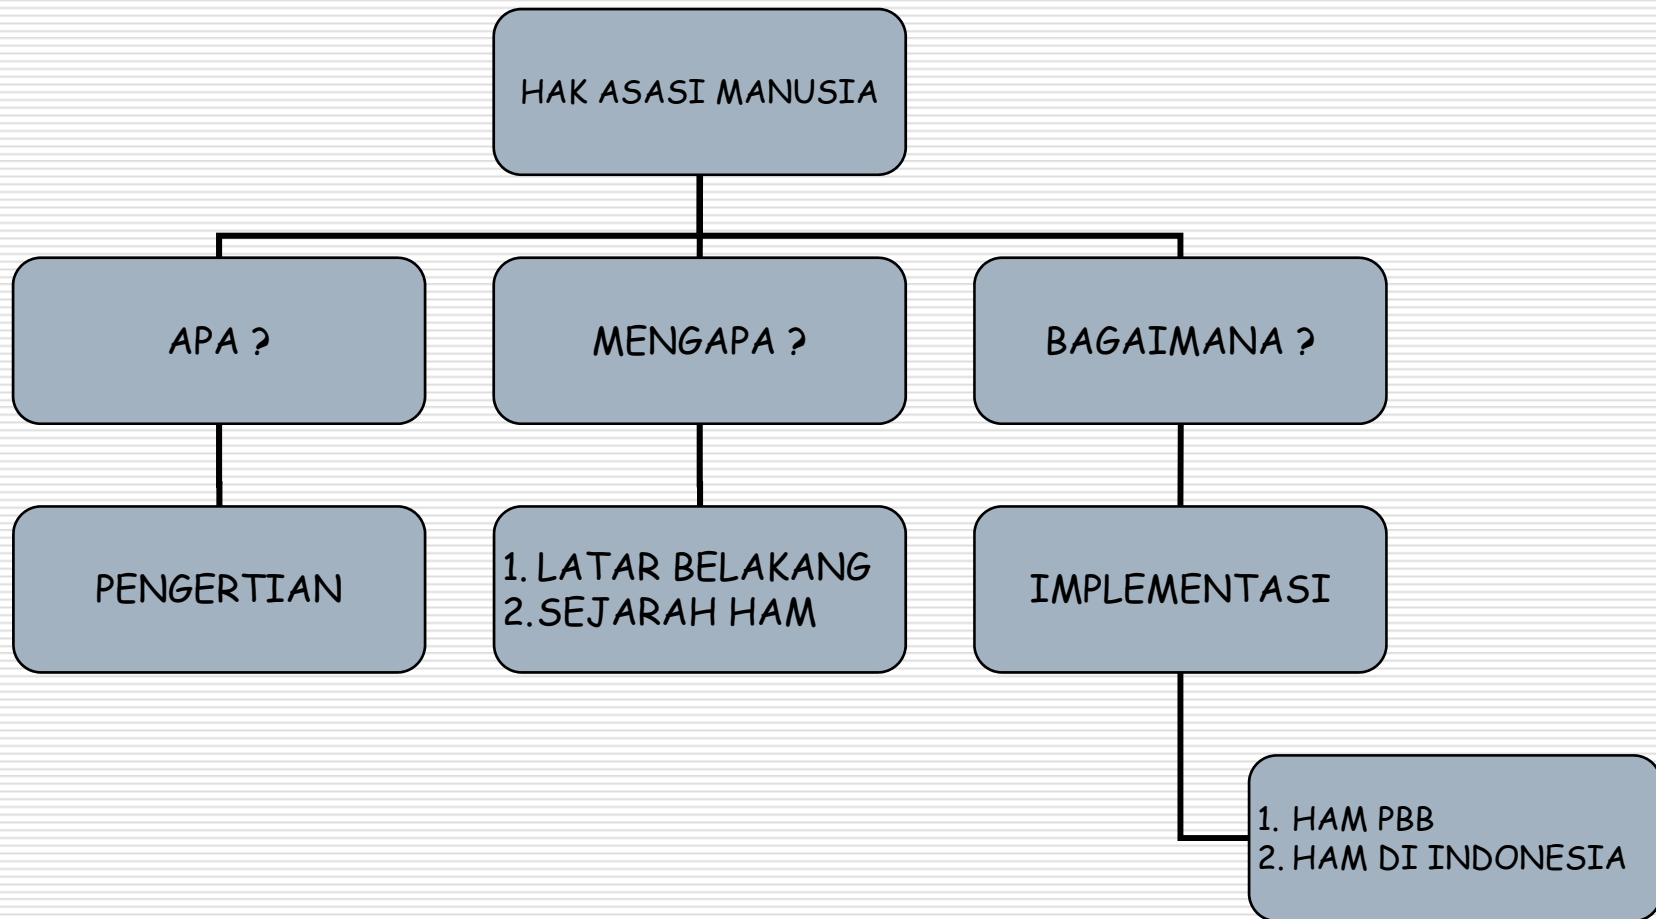 HAK ASASI MANUSIA
APA ?
MENGAPA ?
BAGAIMANA ?
PENGERTIAN
1. LATAR BELAKANG
2. SEJARAH HAM
IMPLEMENTASI
1. HAM PBB
2. HAM DI INDONESIA